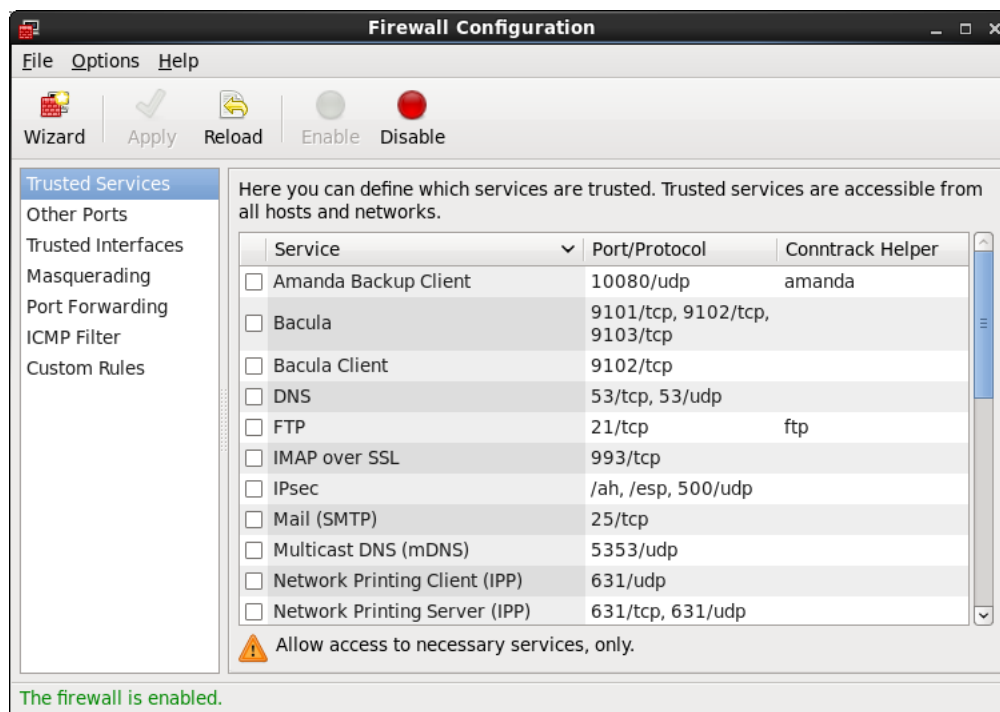 Firewall Configuration
File Options Help
Wizard Apply Reload Enable Disable
Trusted Services
Other Ports
Trusted Interfaces
Masquerading
Port Forwarding
ICMP Filter
Custom Rules
Here you can define which services are trusted. Trusted services are accessible from
all hosts and networks.
Service Port/Protocol Conntrack Helper
Amanda Backup Client 10080/udp amanda
Bacula 9101/tcp, 9102/tcp,
9103/tcp
Bacula Client 9102/tcp
DNS 53/tcp, 53/udp
FTP 21/tcp ftp
IMAP over SSL 993/tcp
IPsec /ah, /esp, 500/udp
Mail (SMTP) 25/tcp
Multicast DNS (mDNS) 5353/udp
Network Printing Client (IPP) 631/udp
Network Printing Server (IPP) 631/tcp, 631/udp
Allow access to necessary services, only.
The firewall is enabled.